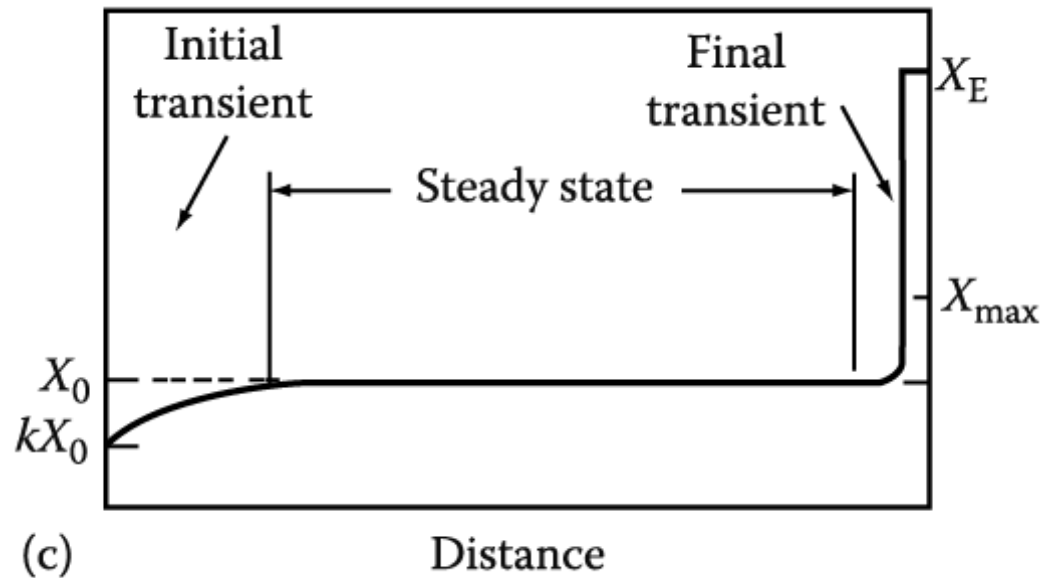 Initial
transient
Final
transient
X_E
Steady state
X_max
X_0
kX_0
(c)
Distance